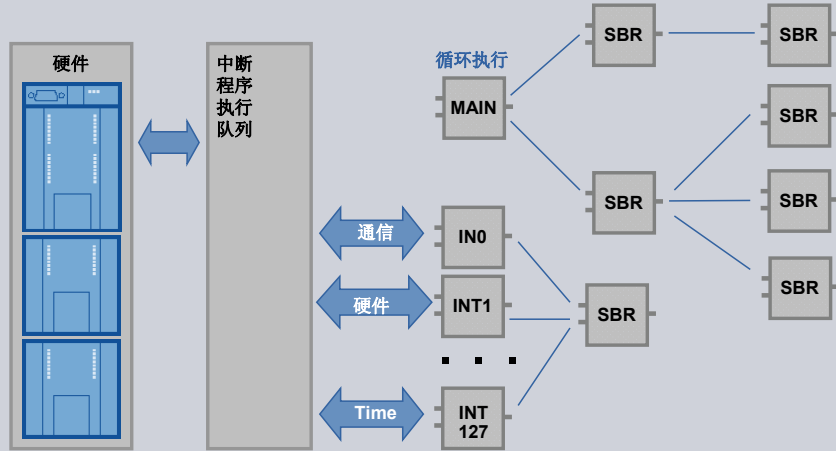 硬件
中断
程序
执行
队列
循环执行
MAIN
SBR
SBR
SBR
SBR
SBR
SBR
通信
IN0
硬件
INT1
SBR
. . .
Time
INT
127